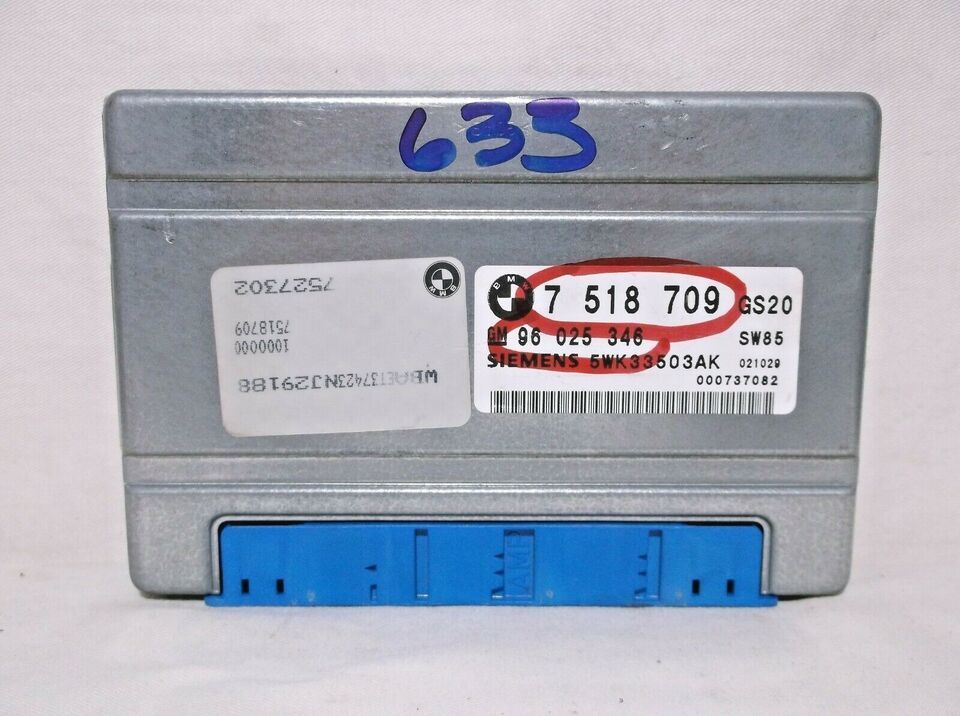 633
BMW
7527302
7518709
1000000
WBAET37423NJ29188
BMW
7 518 709 GS20
GM 96 025 346 SW85
SIEMENS 5WK33503AK 021029
000737082
AMP